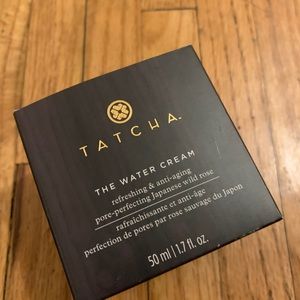 TATCHA.
THE WATER CREAM
refreshing & anti-aging
pore-perfecting Japanese wild rose
rafraîchissante et anti-âge
perfection de pores par rose sauvage du Japon
50 ml | 1.7 fl. oz.